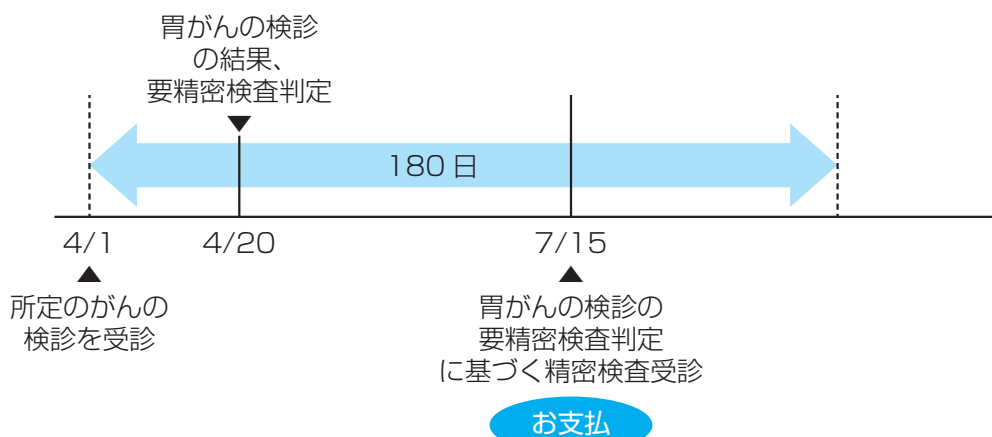 胃がんの検診
の結果、
要精密検査判定
180日
4/1
4/20
7/15
所定のがんの
検診を受診
胃がんの検診の
要精密検査判定
に基づく精密検査受診
お支払